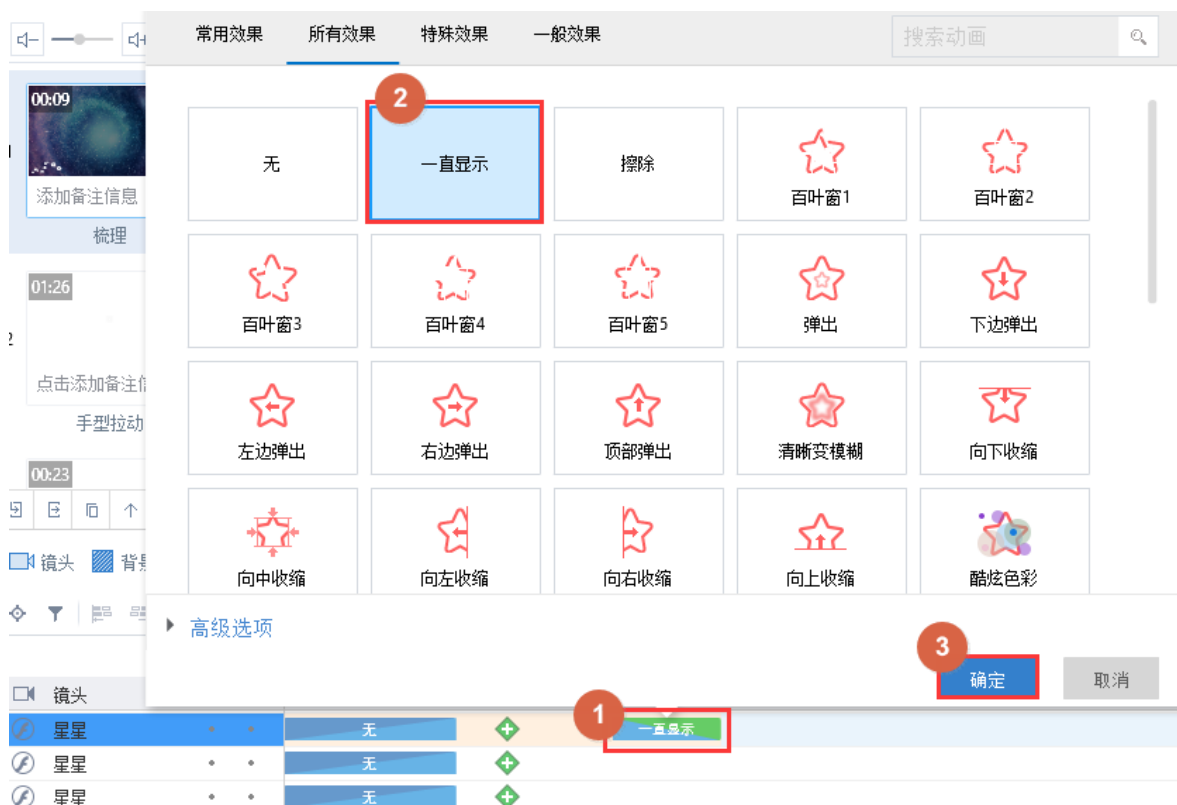 常用效果 所有效果 特殊效果 一般效果 搜索动画
00:09
添加备注信息
梳理
01:26
2
点击添加备注信
手型拉动
00:23
2
无 一直显示 擦除 百叶窗1 百叶窗2
百叶窗3 百叶窗4 百叶窗5 弹出 下边弹出
左边弹出 右边弹出 顶部弹出 清晰变模糊 向下收缩
向中收缩 向左收缩 向右收缩 向上收缩 酷炫色彩
镜头 背景
高级选项
3
确定 取消
镜头
1
星星 无 一直显示
星星 无
星星 无